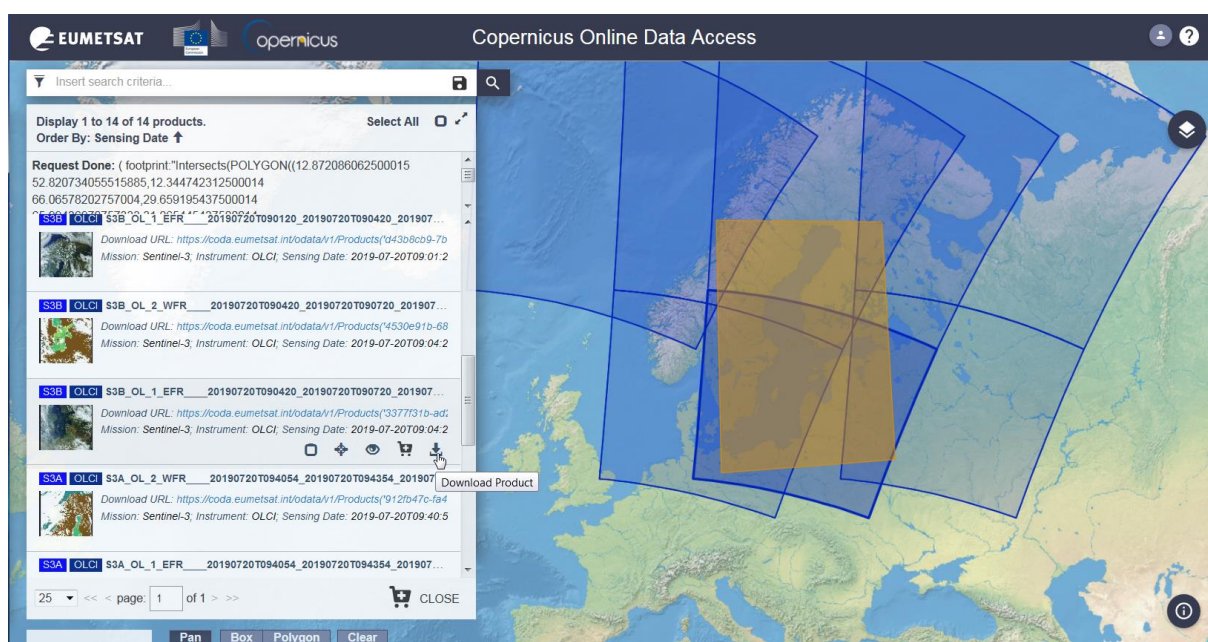 EUMETSAT
opernicus
Copernicus Online Data Access
Insert search criteria...
Display 1 to 14 of 14 products.
Select All
Order By: Sensing Date
Request Done: ( footprint:"Intersects(POLYGON((12.872086062500015
52.820734055515885,12.344742312500014
66.06578202757004,29.659195437500014
S3B OLCI S3B_OL_1_EFR____20190720T090120_20190720T090420_201907...
Download URL: https://coda.eumetsat.int/odata/v1/Products('d43b8cb9-7b
Mission: Sentinel-3; Instrument: OLCI; Sensing Date: 2019-07-20T09:01:2
S3B OLCI S3B_OL_2_WFR____20190720T090420_20190720T090720_201907...
Download URL: https://coda.eumetsat.int/odata/v1/Products('4530e91b-68
Mission: Sentinel-3; Instrument: OLCI; Sensing Date: 2019-07-20T09:04:2
S3B OLCI S3B_OL_1_EFR____20190720T090420_20190720T090720_201907...
Download URL: https://coda.eumetsat.int/odata/v1/Products('3377f31b-ad2
Mission: Sentinel-3; Instrument: OLCI; Sensing Date: 2019-07-20T09:04:2
Download Product
S3A OLCI S3A_OL_2_WFR____20190720T094054_20190720T094354_201907
Download URL: https://coda.eumetsat.int/odata/v1/Products('912fb47c-fa4
Mission: Sentinel-3; Instrument: OLCI; Sensing Date: 2019-07-20T09:40:5
S3A OLCI S3A_OL_1_EFR____20190720T094054_20190720T094354_201907...
25 << < page: 1 of 1 > >>
CLOSE
Pan Box Polygon Clear